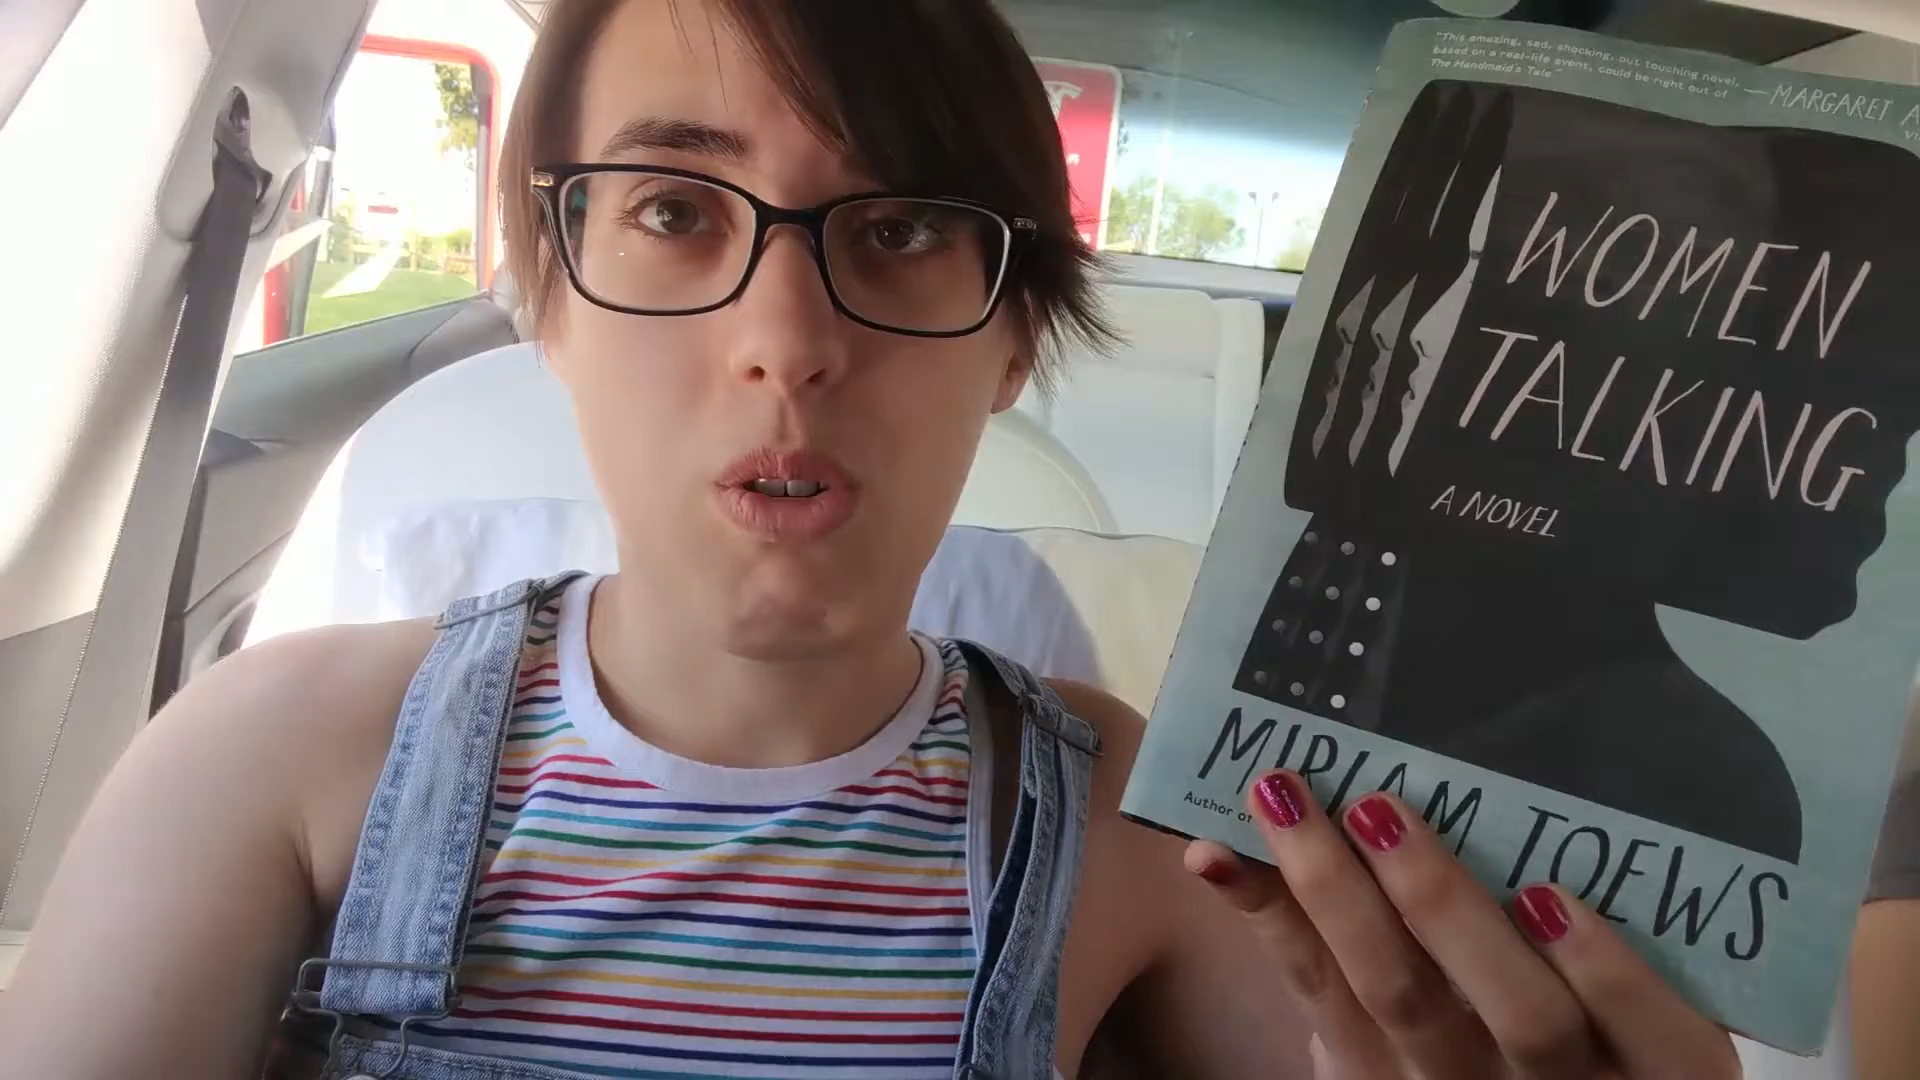 "This amazing, sad, shocking, but touching novel,
based on a real-life event, could be right out of
The Handmaid's Tale"
—MARGARET A
WOMEN
TALKING
A NOVEL
MIRIAM TOEWS
Author of